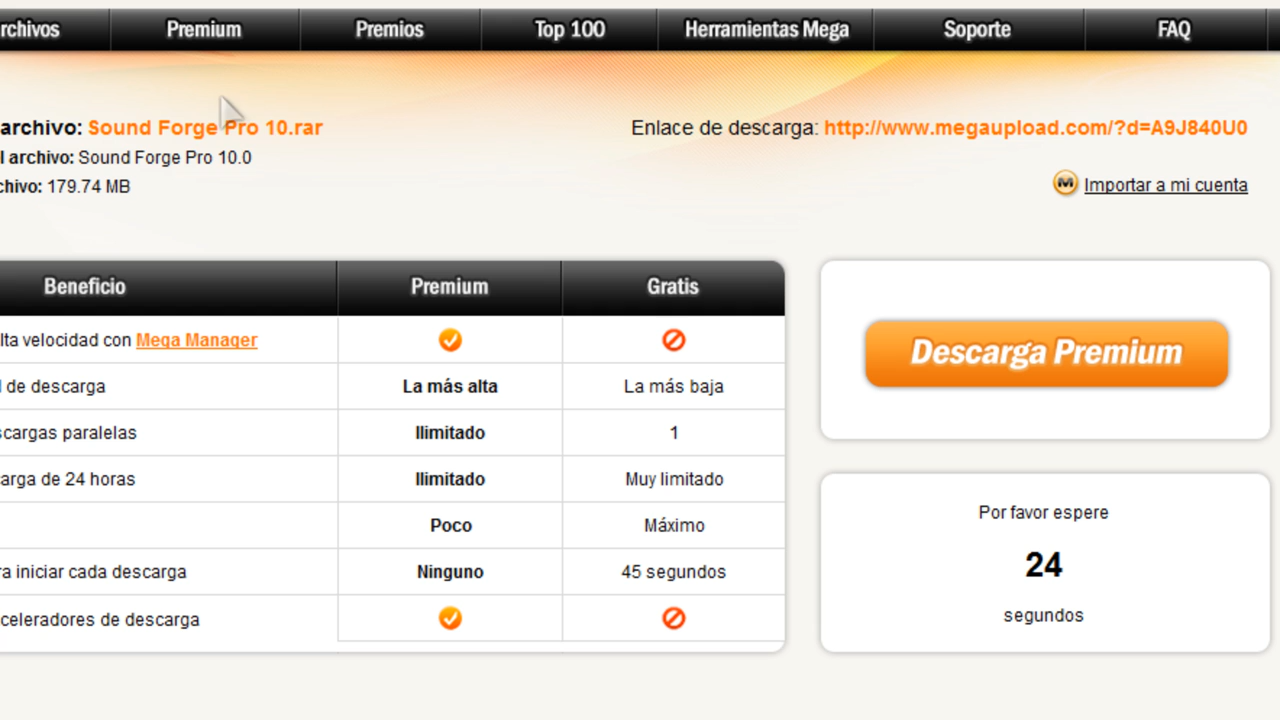 rchivos Premium Premios Top 100 Herramientas Mega Soporte FAQ
archivo: Sound Forge Pro 10.rar
Enlace de descarga: http://www.megaupload.com/?d=A9J840U0
l archivo: Sound Forge Pro 10.0
chivo: 179.74 MB
Importar a mi cuenta
Beneficio Premium Gratis
lta velocidad con Mega Manager
d de descarga La más alta La más baja
scargas paralelas Ilimitado 1
arga de 24 horas Ilimitado Muy limitado
Poco Máximo
ra iniciar cada descarga Ninguno 45 segundos
celeradores de descarga
Descarga Premium
Por favor espere
24
segundos